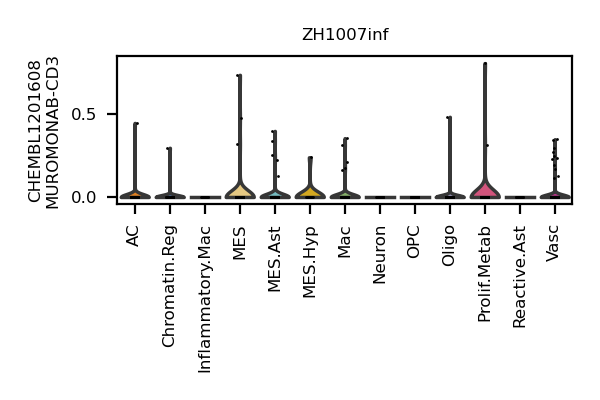 ZH1007inf
CHEMBL1201608
MUROMONAB-CD3
0.5
0.0
AC
Chromatin.Reg
Inflammatory.Mac
MES
MES.Ast
MES.Hyp
Mac
Neuron
OPC
Oligo
Prolif.Metab
Reactive.Ast
Vasc